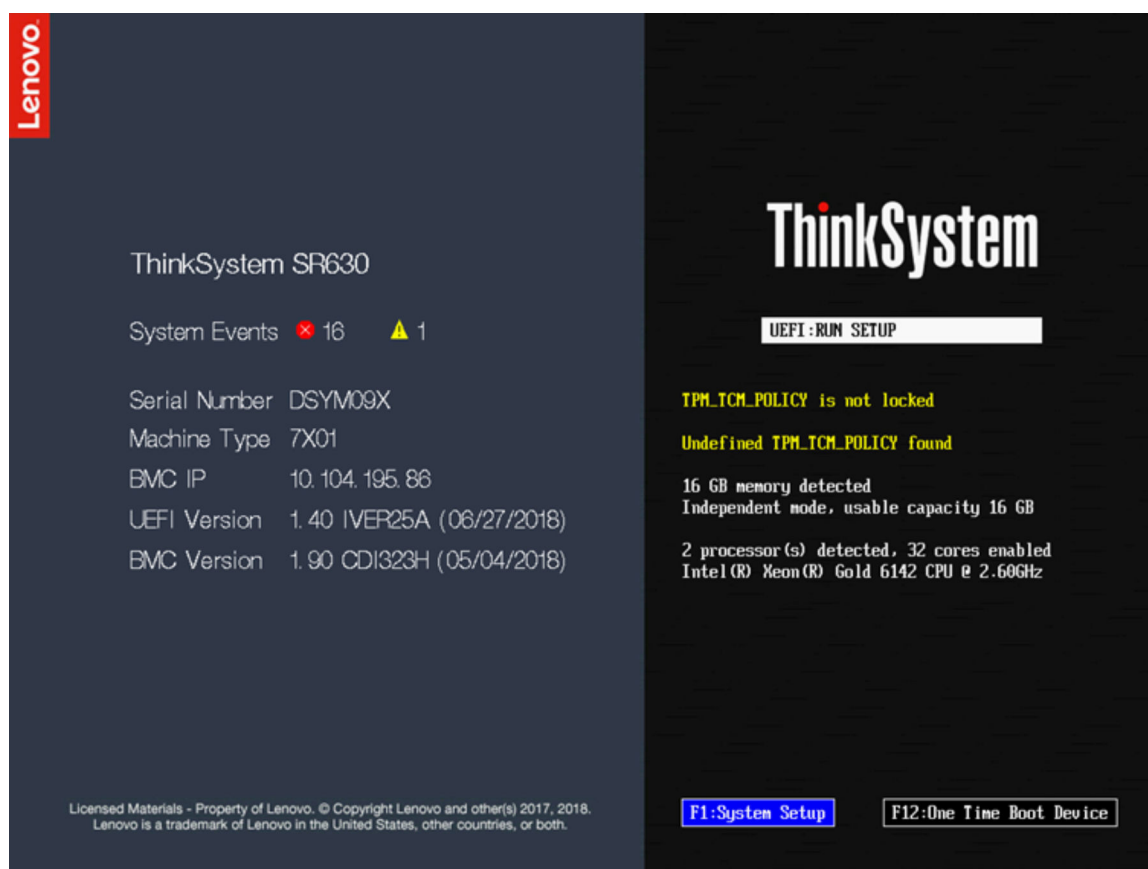 Lenovo
ThinkSystem SR630
System Events 16 1
Serial Number DSYM09X
Machine Type 7X01
BMC IP 10.104.195.86
UEFI Version 1.40 IVER25A (06/27/2018)
BMC Version 1.90 CDI323H (05/04/2018)
Licensed Materials - Property of Lenovo. © Copyright Lenovo and other(s) 2017, 2018.
Lenovo is a trademark of Lenovo in the United States, other countries, or both.
ThinkSystem
UEFI:RUN SETUP
TPM_TCM_POLICY is not locked
Undefined TPM_TCM_POLICY found
16 GB memory detected
Independent mode, usable capacity 16 GB
2 processor(s) detected, 32 cores enabled
Intel(R) Xeon(R) Gold 6142 CPU @ 2.60GHz
F1:System Setup
F12:One Time Boot Device